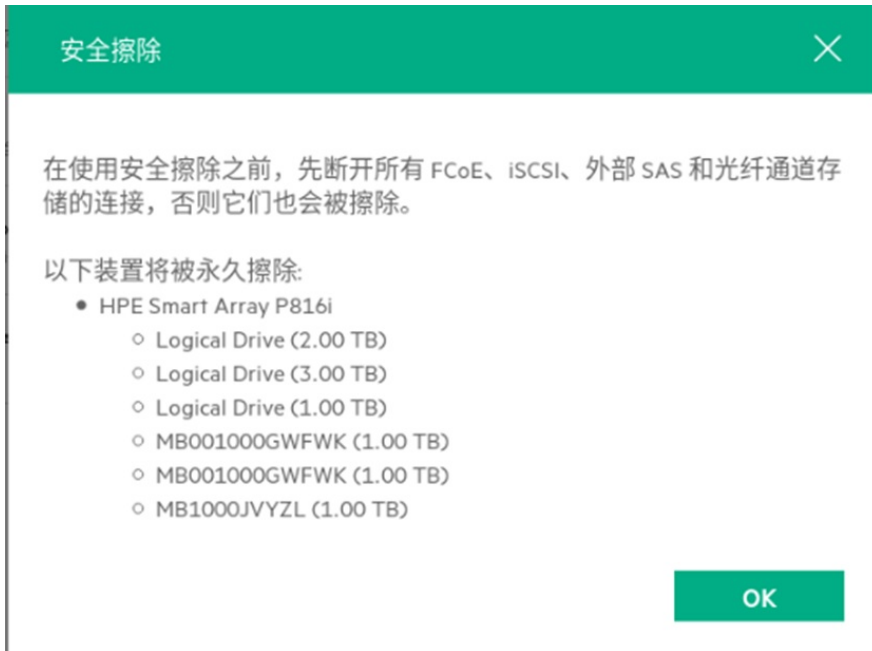 安全擦除
在使用安全擦除之前，先断开所有 FCoE、iSCSI、外部 SAS 和光纤通道存
储的连接，否则它们也会被擦除。
以下装置将被永久擦除:
HPE Smart Array P816i
Logical Drive (2.00 TB)
Logical Drive (3.00 TB)
Logical Drive (1.00 TB)
MB001000GWFWK (1.00 TB)
MB001000GWFWK (1.00 TB)
MB1000JVYZL (1.00 TB)
OK